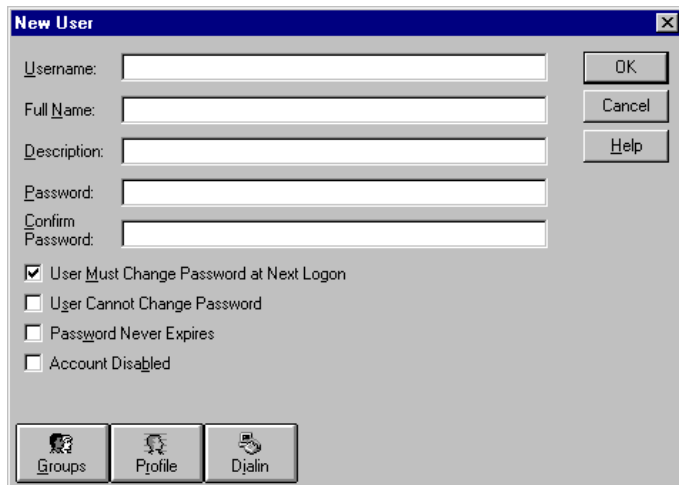 New User
Username:
OK
Full Name:
Cancel
Description:
Help
Password:
Confirm
Password:
User Must Change Password at Next Logon
User Cannot Change Password
Password Never Expires
Account Disabled
Groups
Profile
Dialin